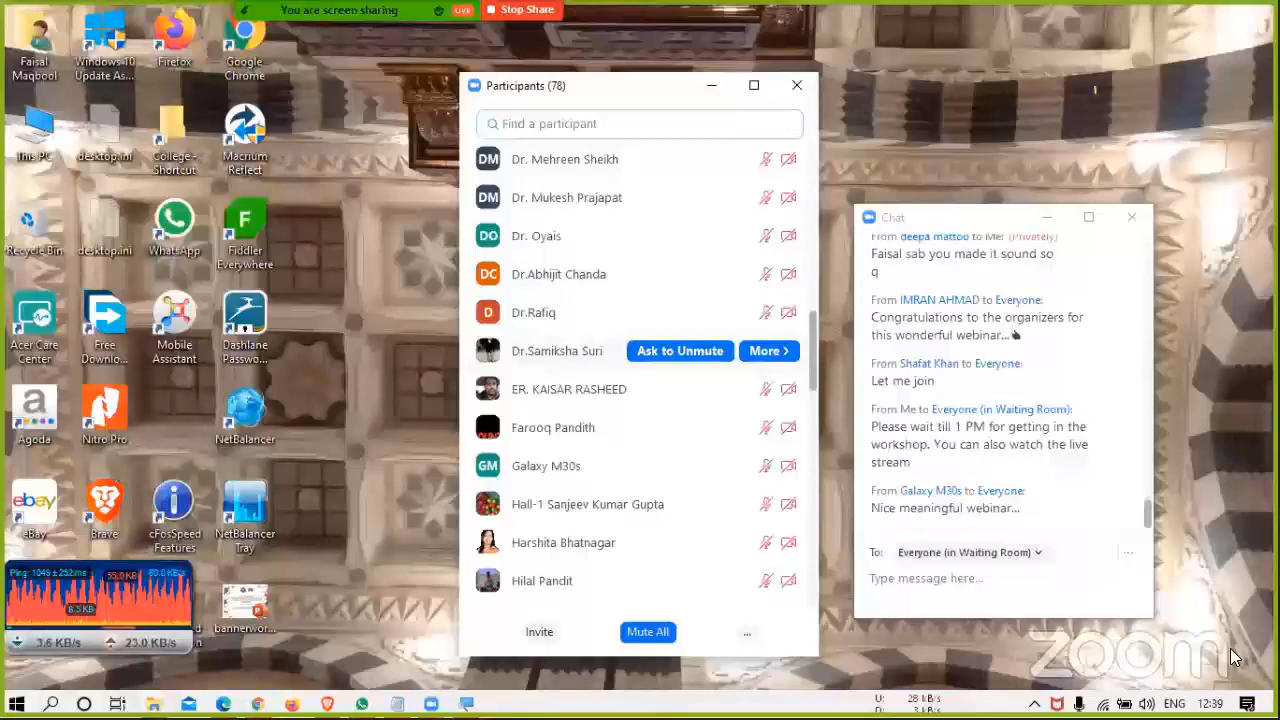 You are screen sharing
LIVE
Stop Share
Faisal
Maqbool
Windows 10
Update As...
Firefox
Google
Chrome
This PC
desktop.ini
College -
Shortcut
Macrium
Reflect
Recycle Bin
desktop.ini
WhatsApp
Fiddler
Everywhere
Acer Care
Center
Free
Downlo...
Mobile
Assistant
Dashlane
Passwo...
Agoda
Nitro Pro
NetBalancer
eBay
Brave
cFosSpeed
Features
NetBalancer
Tray
bannerwor...
3.6 KB/s
23.0 KB/s
Participants (78)
Find a participant
DM Dr. Mehreen Sheikh
DM Dr. Mukesh Prajapat
DO Dr. Oyais
DC Dr.Abhijit Chanda
D Dr.Rafiq
Dr.Samiksha Suri Ask to Unmute More >
ER. KAISAR RASHEED
Farooq Pandith
GM Galaxy M30s
Hall-1 Sanjeev Kumar Gupta
Harshita Bhatnagar
Hilal Pandit
Invite Mute All ...
Chat
From deepa mattoo to Me: (Privately)
Faisal sab you made it sound so
q
From IMRAN AHMAD to Everyone:
Congratulations to the organizers for
this wonderful webinar...
From Shafat Khan to Everyone:
Let me join
From Me to Everyone (in Waiting Room):
Please wait till 1 PM for getting in the
workshop. You can also watch the live
stream
From Galaxy M30s to Everyone:
Nice meaningful webinar...
To: Everyone (in Waiting Room)
Type message here...
zoom
U: 28 kB/s
D: 3 kB/s
ENG
12:39